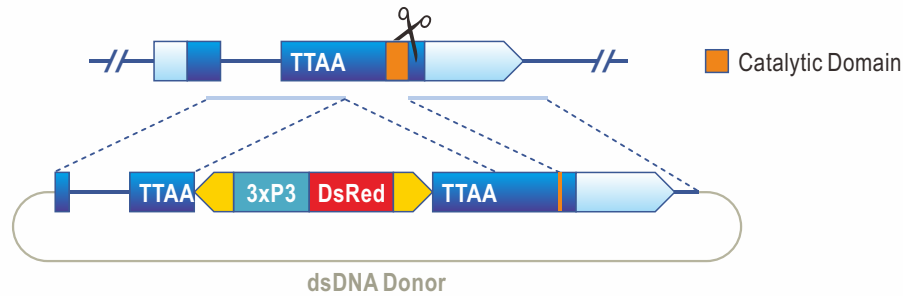 TTAA
Catalytic Domain
TTAA 3xP3 DsRed TTAA
dsDNA Donor